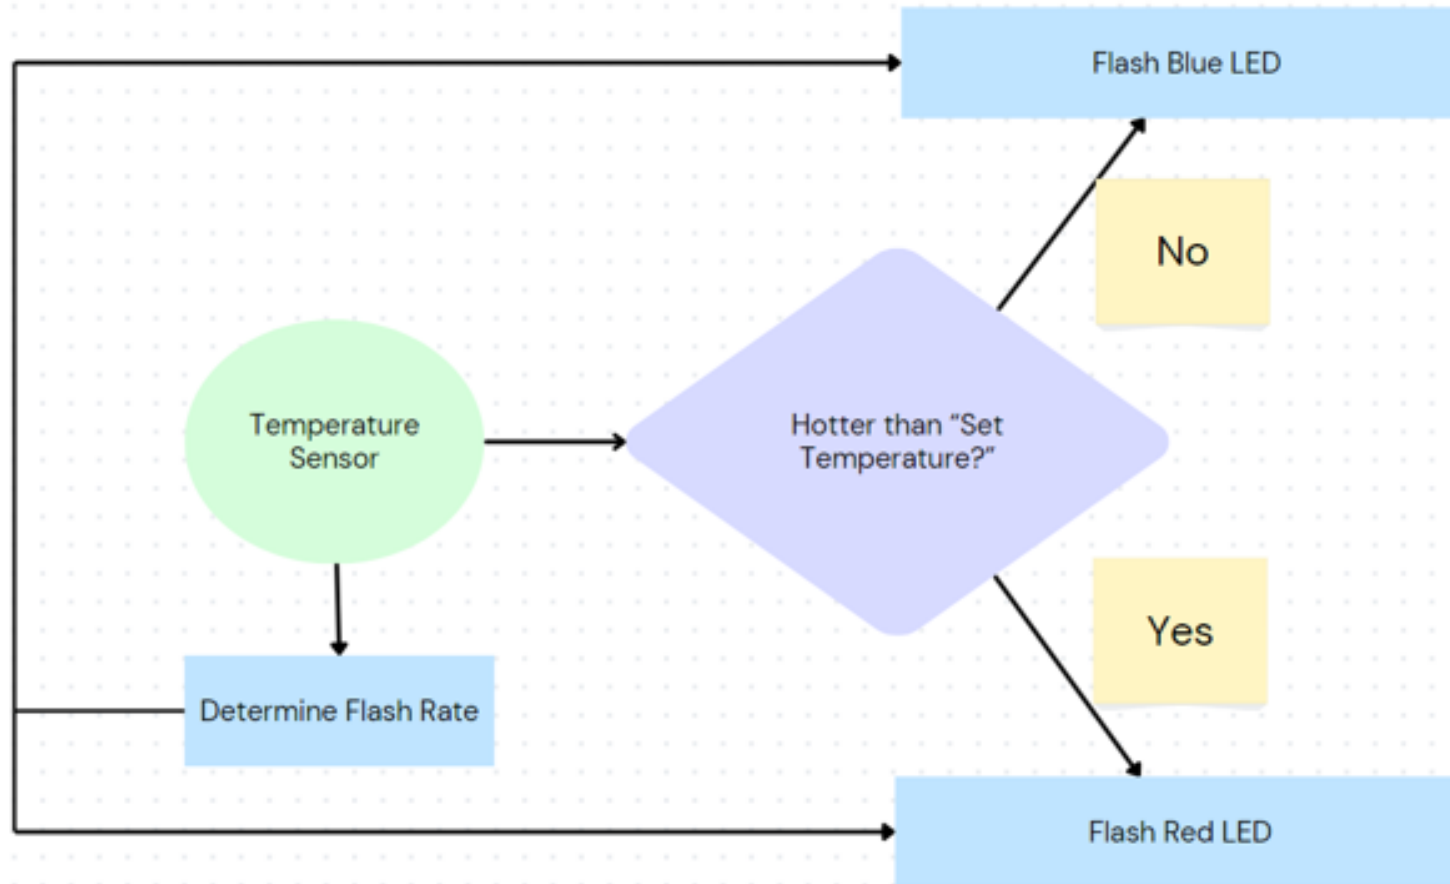 Flash Blue LED
No
Temperature
Sensor
Hotter than “Set
Temperature?”
Yes
Determine Flash Rate
Flash Red LED